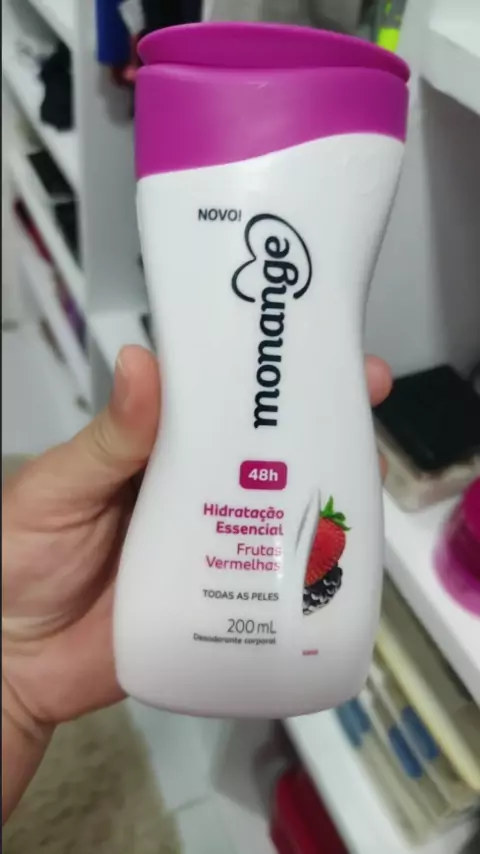 NOVO!
monange
48h
Hidratação
Essencial
Frutas
Vermelhas
TODAS AS PELES
200 mL
Desodorante corporal